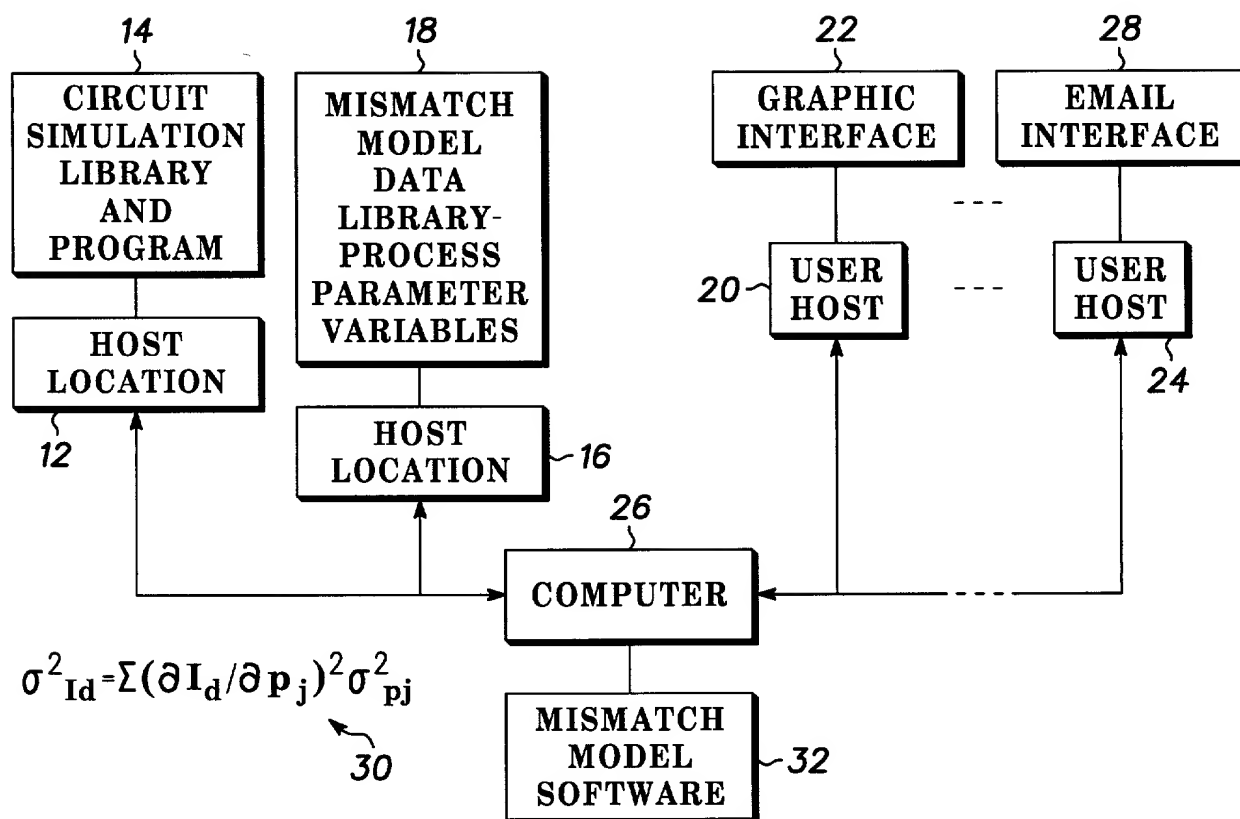 14
CIRCUIT
SIMULATION
LIBRARY
AND
PROGRAM
HOST
LOCATION
12
18
MISMATCH
MODEL
DATA
LIBRARY-
PROCESS
PARAMETER
VARIABLES
HOST
LOCATION
16
22
GRAPHIC
INTERFACE
20
USER
HOST
28
EMAIL
INTERFACE
USER
HOST
24
26
COMPUTER
σ²Id=Σ(∂Id/∂pj)²σ²pj
30
MISMATCH
MODEL
SOFTWARE
32